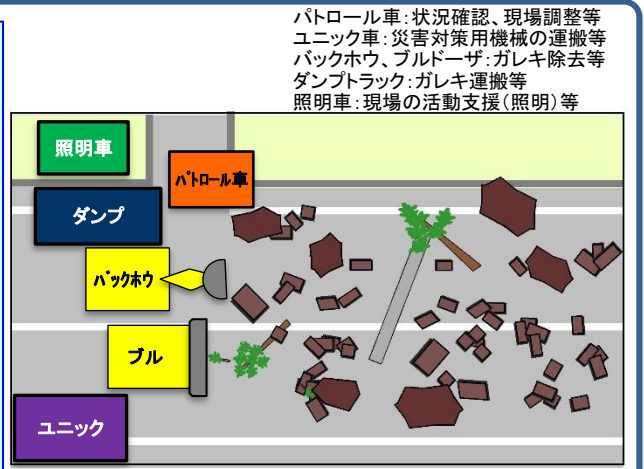 パトロール車:状況確認、現場調整等
ユニック車:災害対策用機械の運搬等
バックホウ、ブルドーザ:ガレキ除去等
ダンプトラック:ガレキ運搬等
照明車:現場の活動支援(照明)等
照明車
パトロール車
ダンプ
バックホウ
ブル
ユニック